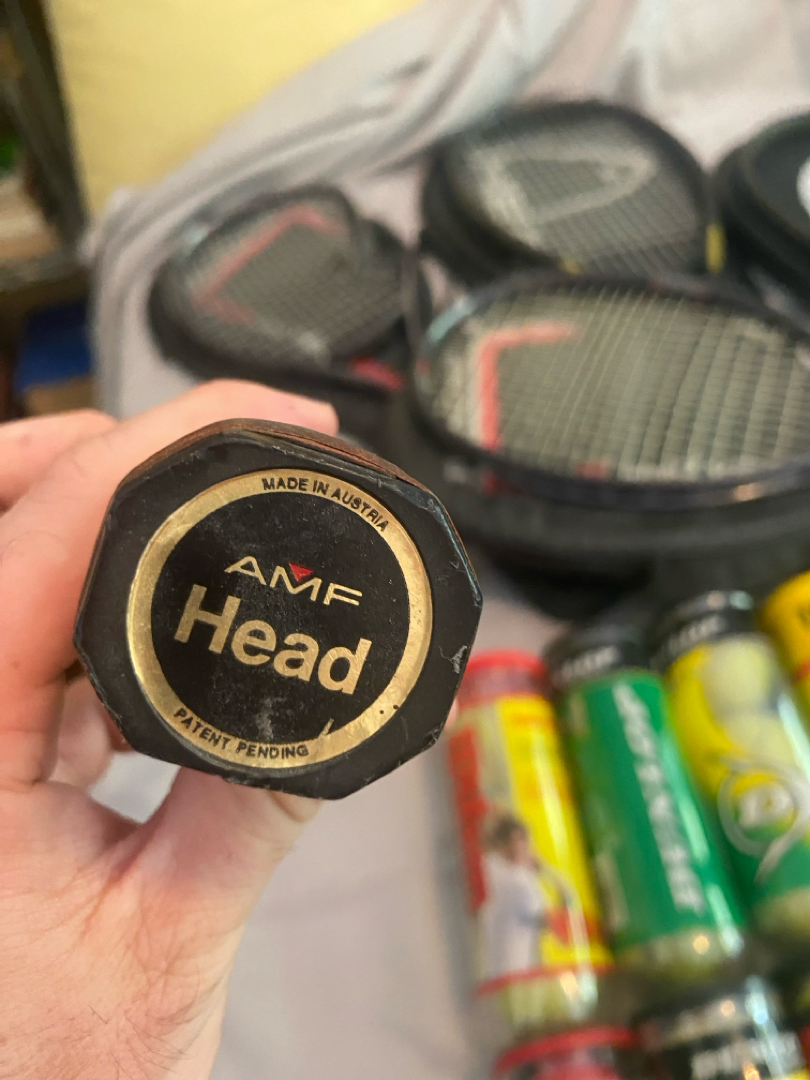 MADE IN AUSTRIA
AMF
Head
PATENT PENDING